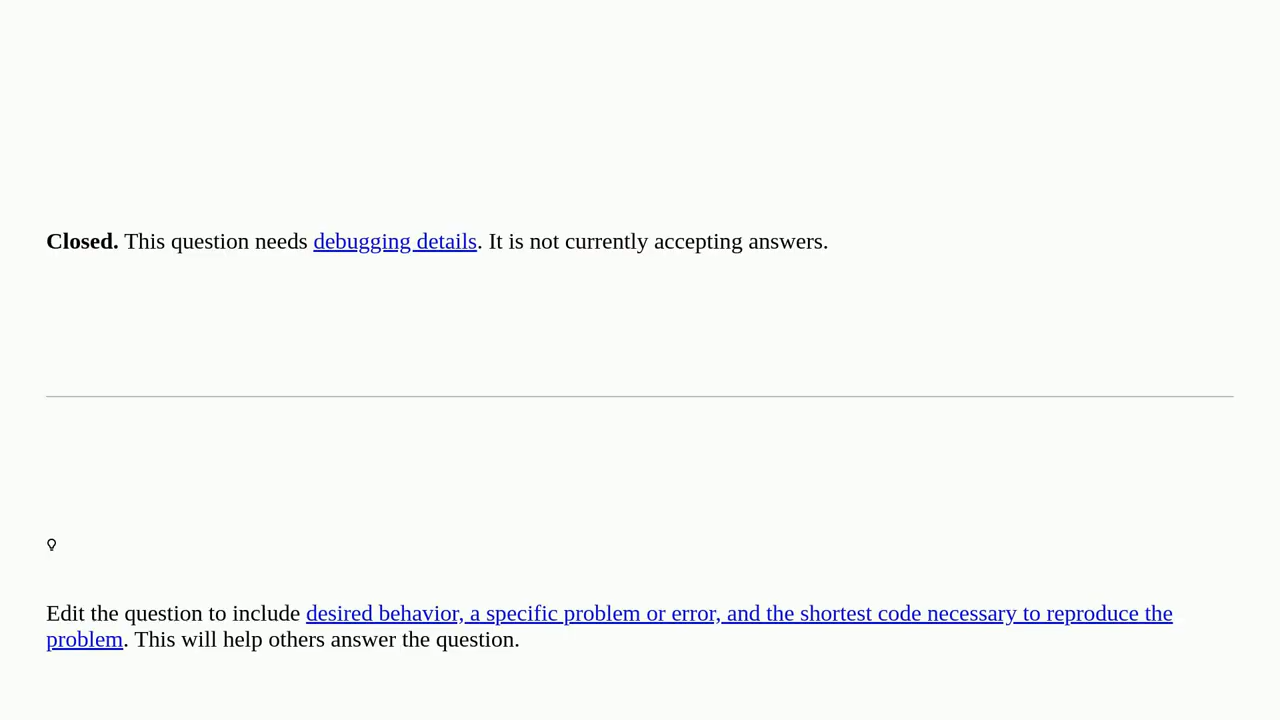 Closed. This question needs debugging details. It is not currently accepting answers.
Edit the question to include desired behavior, a specific problem or error, and the shortest code necessary to reproduce the
problem. This will help others answer the question.